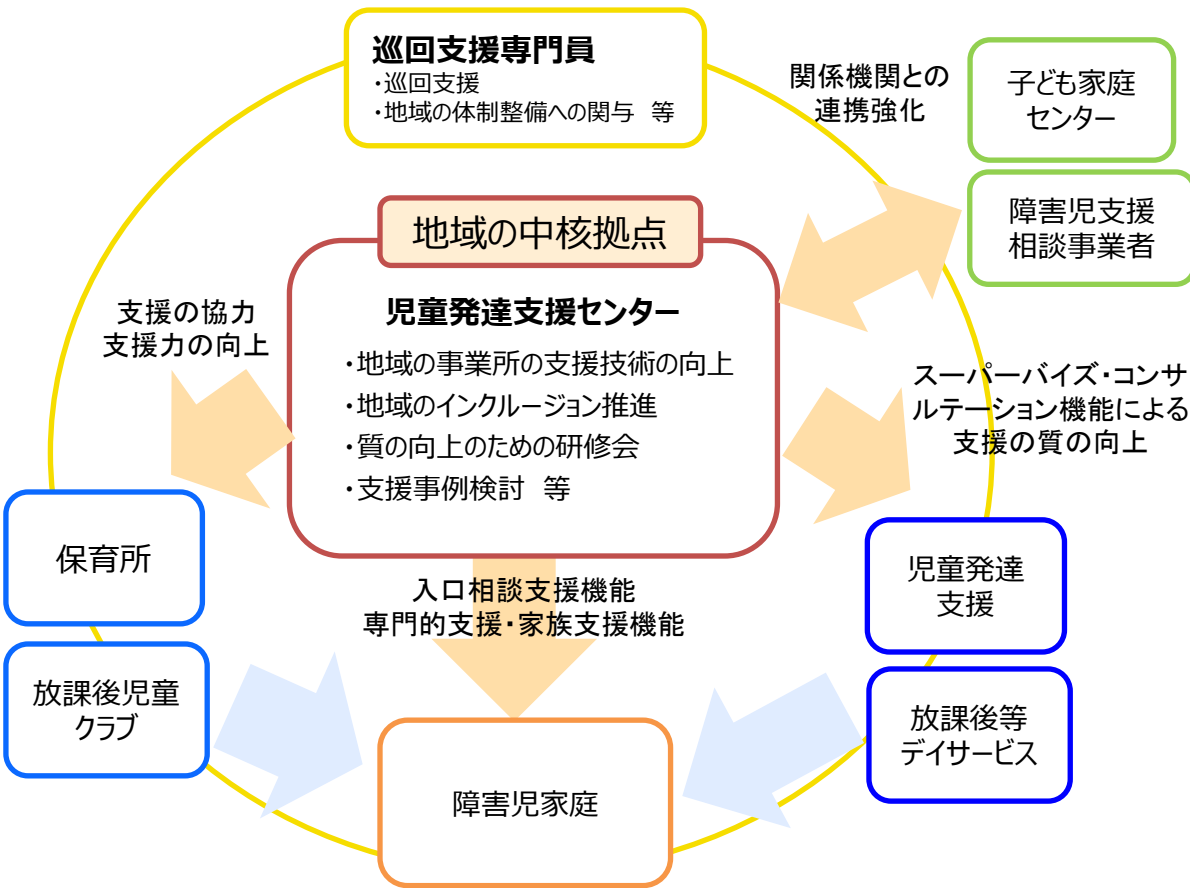 巡回支援専門員
・巡回支援
・地域の体制整備への関与　等
関係機関との
連携強化
子ども家庭
センター
障害児支援
相談事業者
地域の中核拠点
児童発達支援センター
・地域の事業所の支援技術の向上
・地域のインクルージョン推進
・質の向上のための研修会
・支援事例検討　等
支援の協力
支援力の向上
スーパーバイズ・コンサ
ルテーション機能による
支援の質の向上
保育所
放課後児童
クラブ
入口相談支援機能
専門的支援・家族支援機能
児童発達
支援
放課後等
デイサービス
障害児家庭